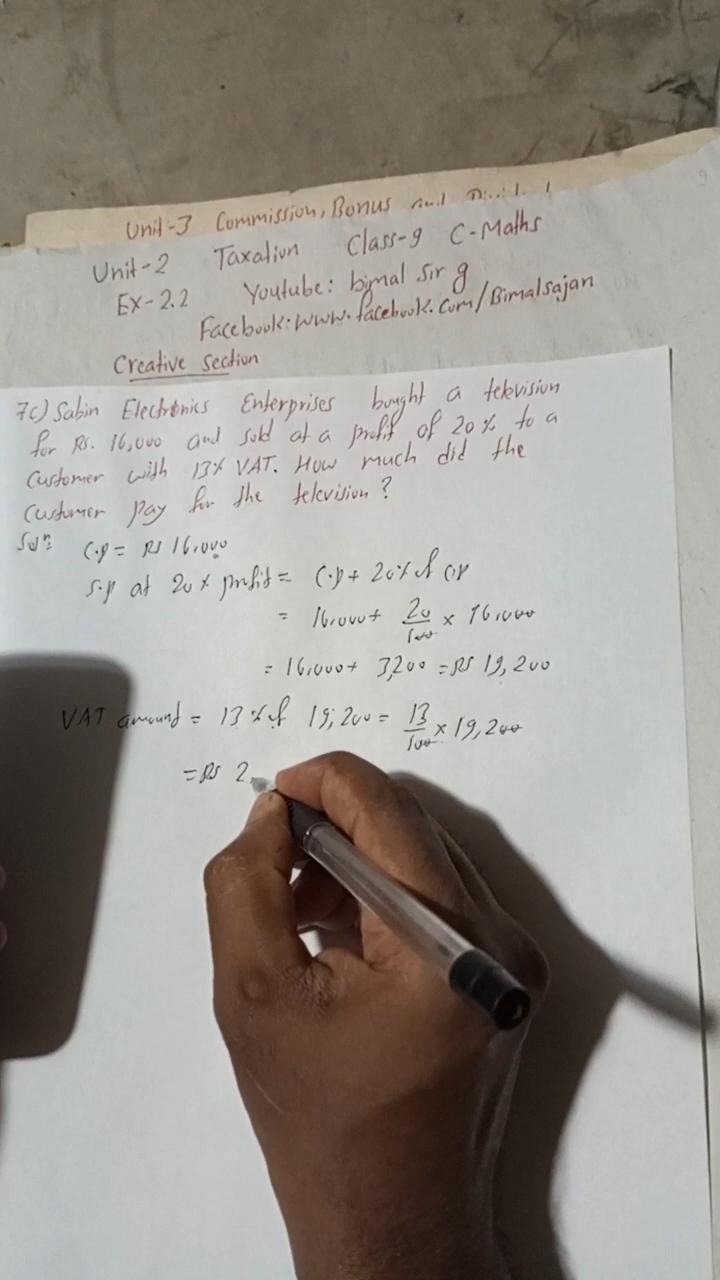 Unit-3 Commission, Bonus and
Unit-2 Taxation Class-9 C-Maths
Ex-2.2 Youtube: bimal sir g
Facebook:www.facebook.com/Bimalsajan
Creative section
7c) Sabin Electronics Enterprises bought a television
for Rs. 16,000 and sold at a profit of 20% to a
Customer with 13% VAT. How much did the
Customer pay for the television?
Solⁿ: C.p = Rs 16,000
S.p at 20% profit = C.p + 20% of CP
= 16,000 + 20/100 × 16,000
= 16,000 + 3,200 = Rs 19,200
VAT amount = 13% of 19,200 = 13/100 × 19,200
= Rs 2,